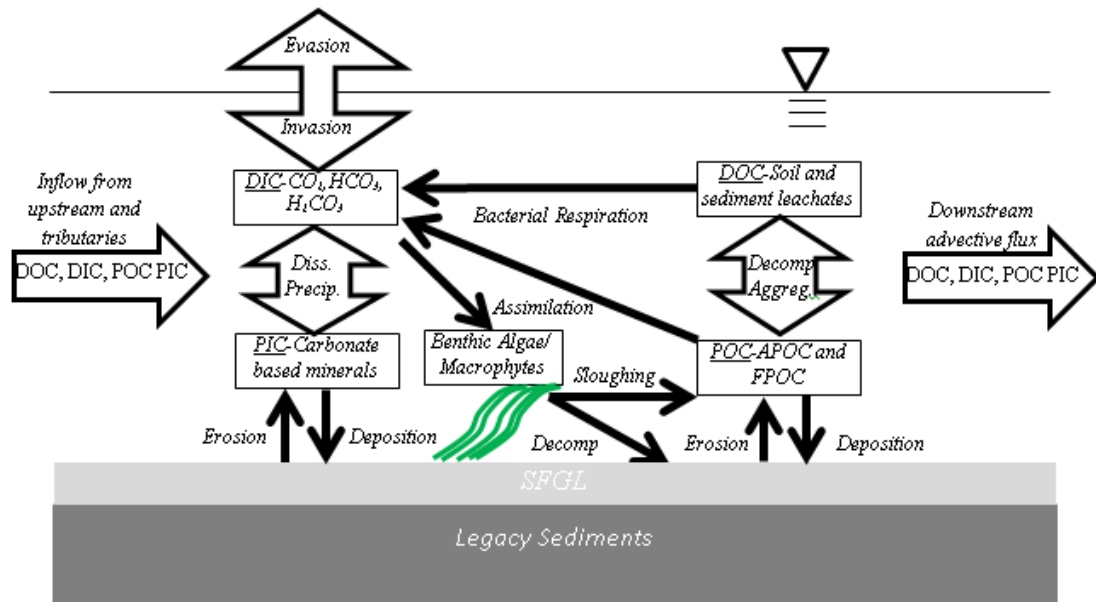 Evasion
Invasion
Inflow from
upstream and
tributaries
DOC, DIC, POC PIC
DIC-CO₂, HCO₃,
H₂CO₃
DOC-Soil and
sediment leachates
Bacterial Respiration
Downstream
advective flux
DOC, DIC, POC PIC
Diss.
Precip.
Decomp
Aggreg.
Assimilation
PIC-Carbonate
based minerals
Benthic Algae/
Macrophytes
POC-APOC and
FPOC
Sloughing
Erosion
Deposition
Decomp
Erosion
Deposition
SFGL
Legacy Sediments